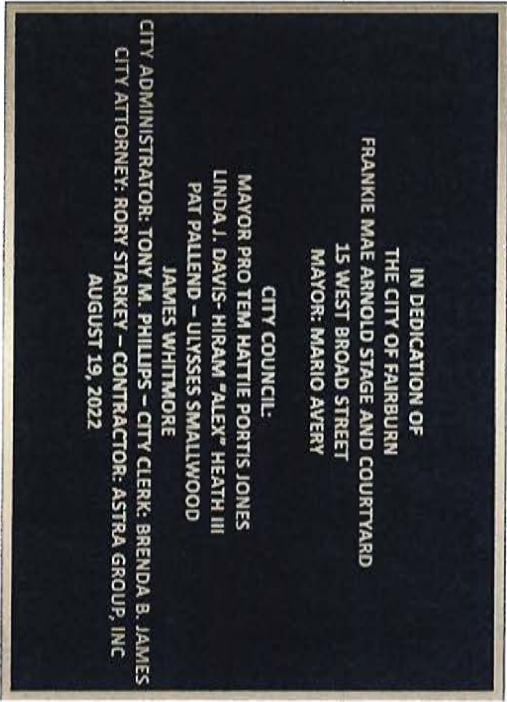 IN DEDICATION OF
THE CITY OF FAIRBURN
FRANKIE MAE ARNOLD STAGE AND COURTYARD
15 WEST BROAD STREET
MAYOR: MARIO AVERY
CITY COUNCIL:
MAYOR PRO TEM HATTIE PORTIS JONES
LINDA J. DAVIS- HIRAM "ALEX" HEATH III
PAT PALLEND – ULYSSES SMALLWOOD
JAMES WHITMORE
CITY ADMINISTRATOR: TONY M. PHILLIPS – CITY CLERK: BRENDA B. JAMES
CITY ATTORNEY: RORY STARKEY – CONTRACTOR: ASTRA GROUP, INC
AUGUST 19, 2022